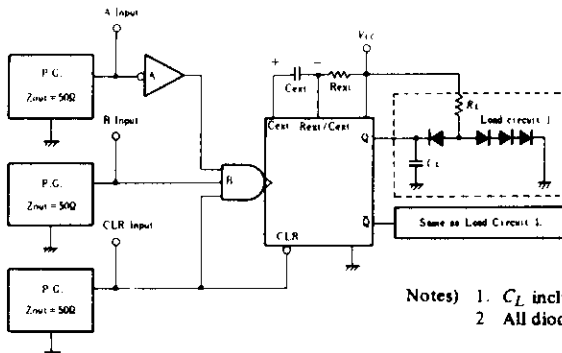 A Input
P.G.
Zout = 50Ω
A
B Input
P.G.
Zout = 50Ω
B
CLR Input
P.G.
Zout = 50Ω
VCC
+
−
Cext
Rext
Cext
Rext/Cext
Q
CLR
Q̄
RL
Load circuit 1
CL
Same as Load Circuit 1.
Notes) 1. CL incl
2 All diod